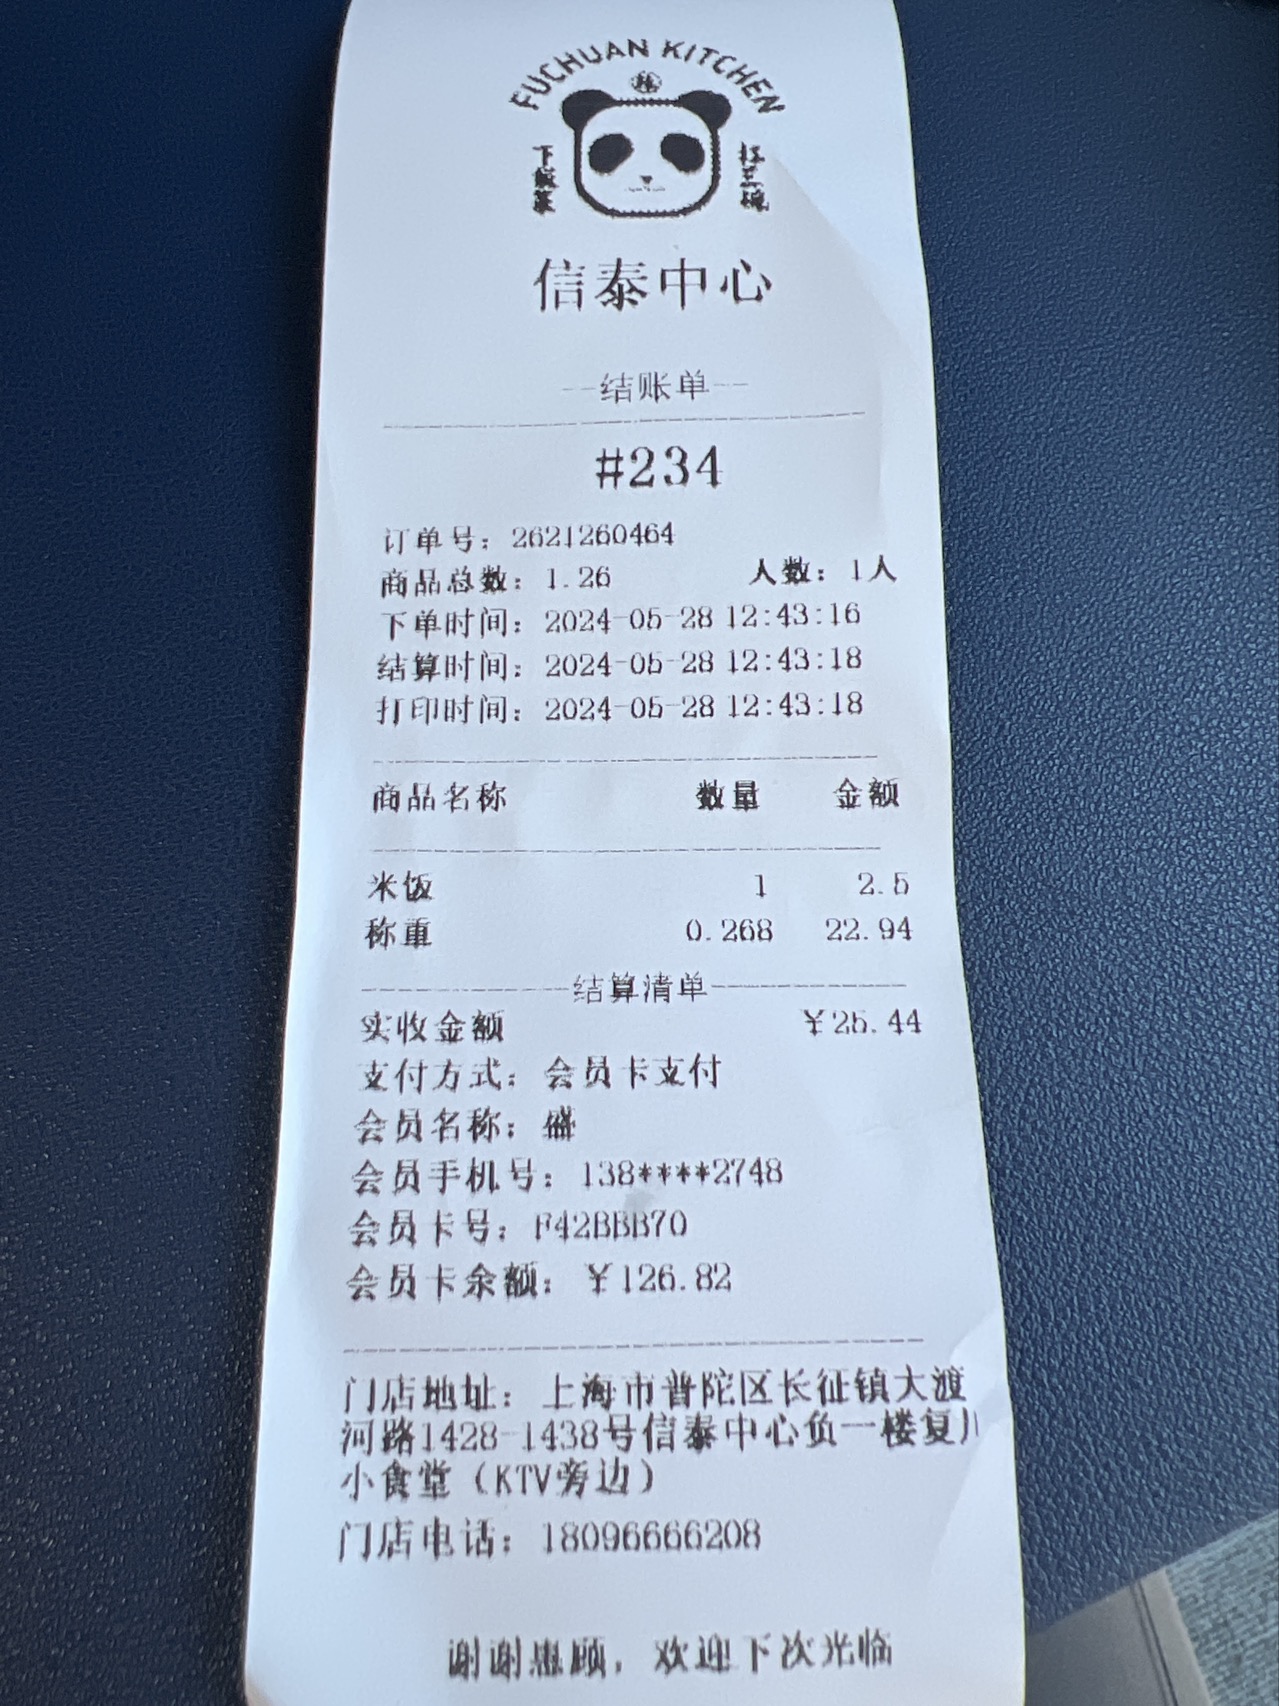 FUCHUAN KITCHEN
下饭菜
扛三碗
信泰中心
--结账单--
#234
订单号：2621260464
商品总数：1.26 人数：1人
下单时间：2024-05-28 12:43:16
结算时间：2024-05-28 12:43:18
打印时间：2024-05-28 12:43:18
商品名称 数量 金额
米饭 1 2.5
称重 0.268 22.94
结算清单
实收金额 ￥25.44
支付方式：会员卡支付
会员名称：盛
会员手机号：138****2748
会员卡号：F42BBB70
会员卡余额：￥126.82
门店地址：上海市普陀区长征镇大渡
河路1428-1438号信泰中心负一楼复川
小食堂（KTV旁边）
门店电话：18096666208
谢谢惠顾，欢迎下次光临